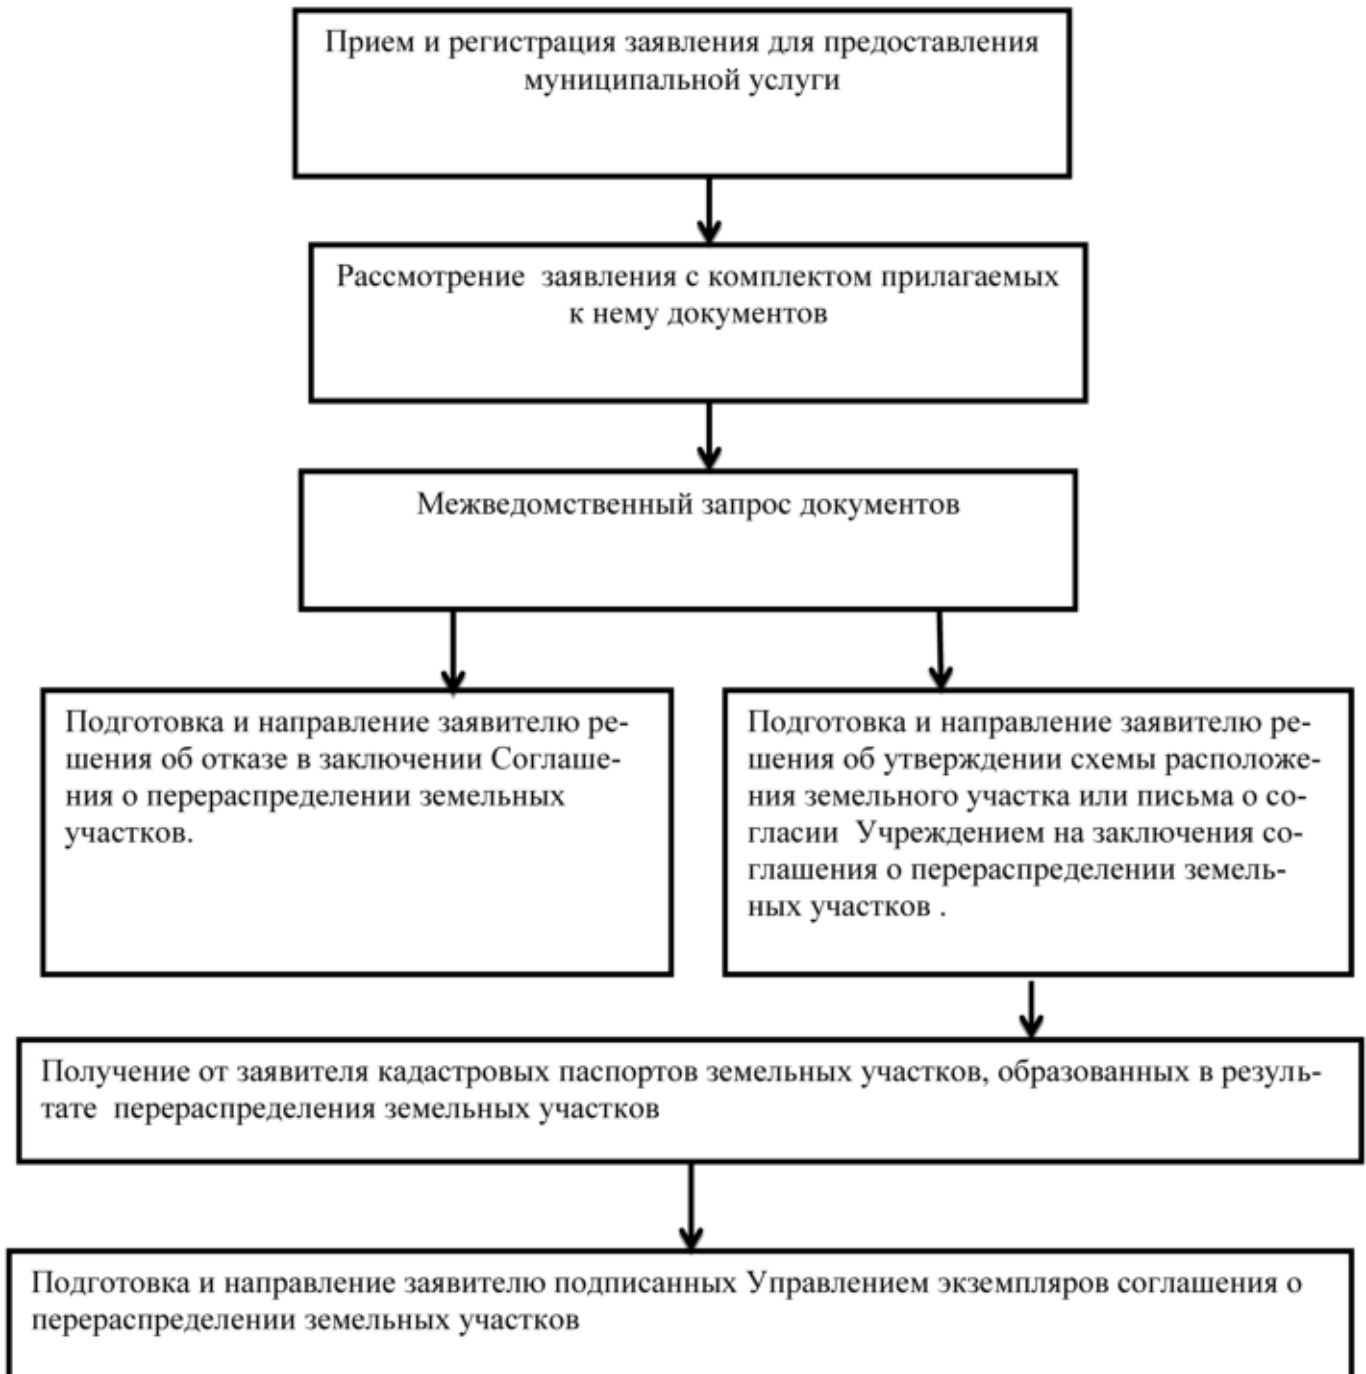 Прием и регистрация заявления для предоставления
муниципальной услуги
Рассмотрение заявления с комплектом прилагаемых
к нему документов
Межведомственный запрос документов
Подготовка и направление заявителю ре-
шения об отказе в заключении Соглаше-
ния о перераспределении земельных
участков.
Подготовка и направление заявителю ре-
шения об утверждении схемы расположе-
ния земельного участка или письма о со-
гласии Учреждением на заключения со-
глашения о перераспределении земель-
ных участков .
Получение от заявителя кадастровых паспортов земельных участков, образованных в резуль-
тате перераспределения земельных участков
Подготовка и направление заявителю подписанных Управлением экземпляров соглашения о
перераспределении земельных участков